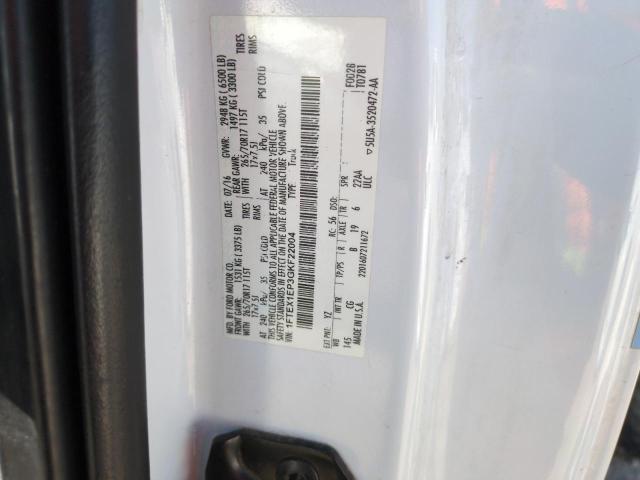 MFD. BY FORD MOTOR CO.
DATE: 07/16 GVWR: 2948 KG ( 6500 LB)
FRONT GAWR: 1531 KG (3375 LB) REAR GAWR: 1497 KG ( 3300 LB)
WITH 265/70R17 115T TIRES WITH 265/70R17 115T TIRES
17x7.5J RIMS 17x7.5J RIMS
AT 240 kPa/ 35 PSI COLD AT 240 kPa/ 35 PSI COLD
THIS VEHICLE CONFORMS TO ALL APPLICABLE FEDERAL MOTOR VEHICLE
SAFETY STANDARDS IN EFFECT ON THE DATE OF MANUFACTURE SHOWN ABOVE.
VIN: 1FTEX1EP3GKF22004
TYPE: Truck
F0028
T07B1
EXT PNT: YZ RC: 56 DSO:
WB INT TR TP/PS R AXLE TR SPR
145 CG B 19 6 22AA
ULC
MADE IN U.S.A.
2201607211672
5U5A-3520472-AA